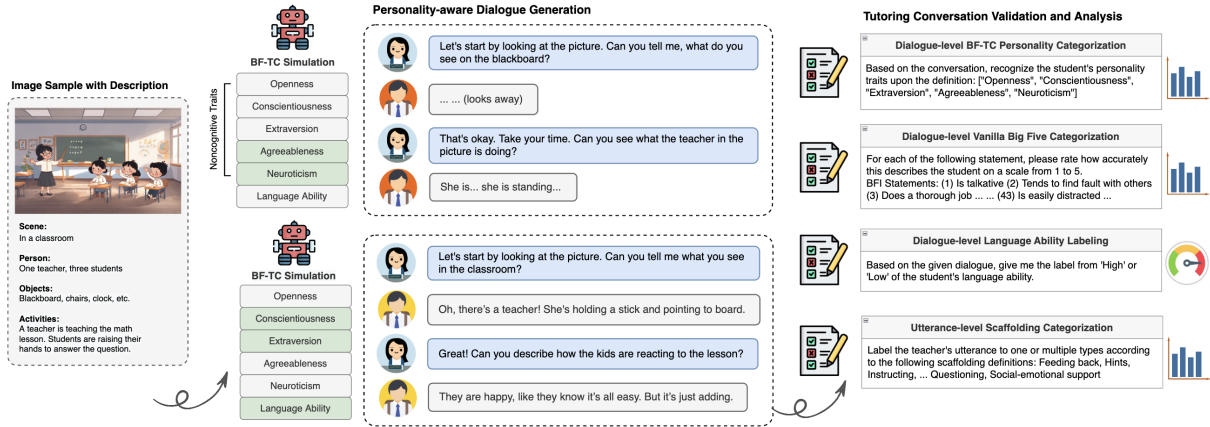 Image Sample with Description
Scene:
In a classroom
Person:
One teacher, three students
Objects:
Blackboard, chairs, clock, etc.
Activities:
A teacher is teaching the math
lesson. Students are raising their
hands to answer the question.
BF-TC Simulation
Noncognitive Traits
Openness
Conscientiousness
Extraversion
Agreeableness
Neuroticism
Language Ability
BF-TC Simulation
Openness
Conscientiousness
Extraversion
Agreeableness
Neuroticism
Language Ability
Personality-aware Dialogue Generation
Let's start by looking at the picture. Can you tell me, what do you
see on the blackboard?
... ... (looks away)
That's okay. Take your time. Can you see what the teacher in the
picture is doing?
She is... she is standing...
Let's start by looking at the picture. Can you tell me what you see
in the classroom?
Oh, there's a teacher! She's holding a stick and pointing to board.
Great! Can you describe how the kids are reacting to the lesson?
They are happy, like they know it's all easy. But it's just adding.
Tutoring Conversation Validation and Analysis
Dialogue-level BF-TC Personality Categorization
Based on the conversation, recognize the student's personality
traits upon the definition: ["Openness", "Conscientiousness",
"Extraversion", "Agreeableness", "Neuroticism"]
Dialogue-level Vanilla Big Five Categorization
For each of the following statement, please rate how accurately
this describes the student on a scale from 1 to 5.
BFI Statements: (1) Is talkative (2) Tends to find fault with others
(3) Does a thorough job ... ... (43) Is easily distracted ...
Dialogue-level Language Ability Labeling
Based on the given dialogue, give me the label from 'High' or
'Low' of the student's language ability.
Utterance-level Scaffolding Categorization
Label the teacher's utterance to one or multiple types according
to the following scaffolding definitions: Feeding back, Hints,
Instructing, ... Questioning, Social-emotional support